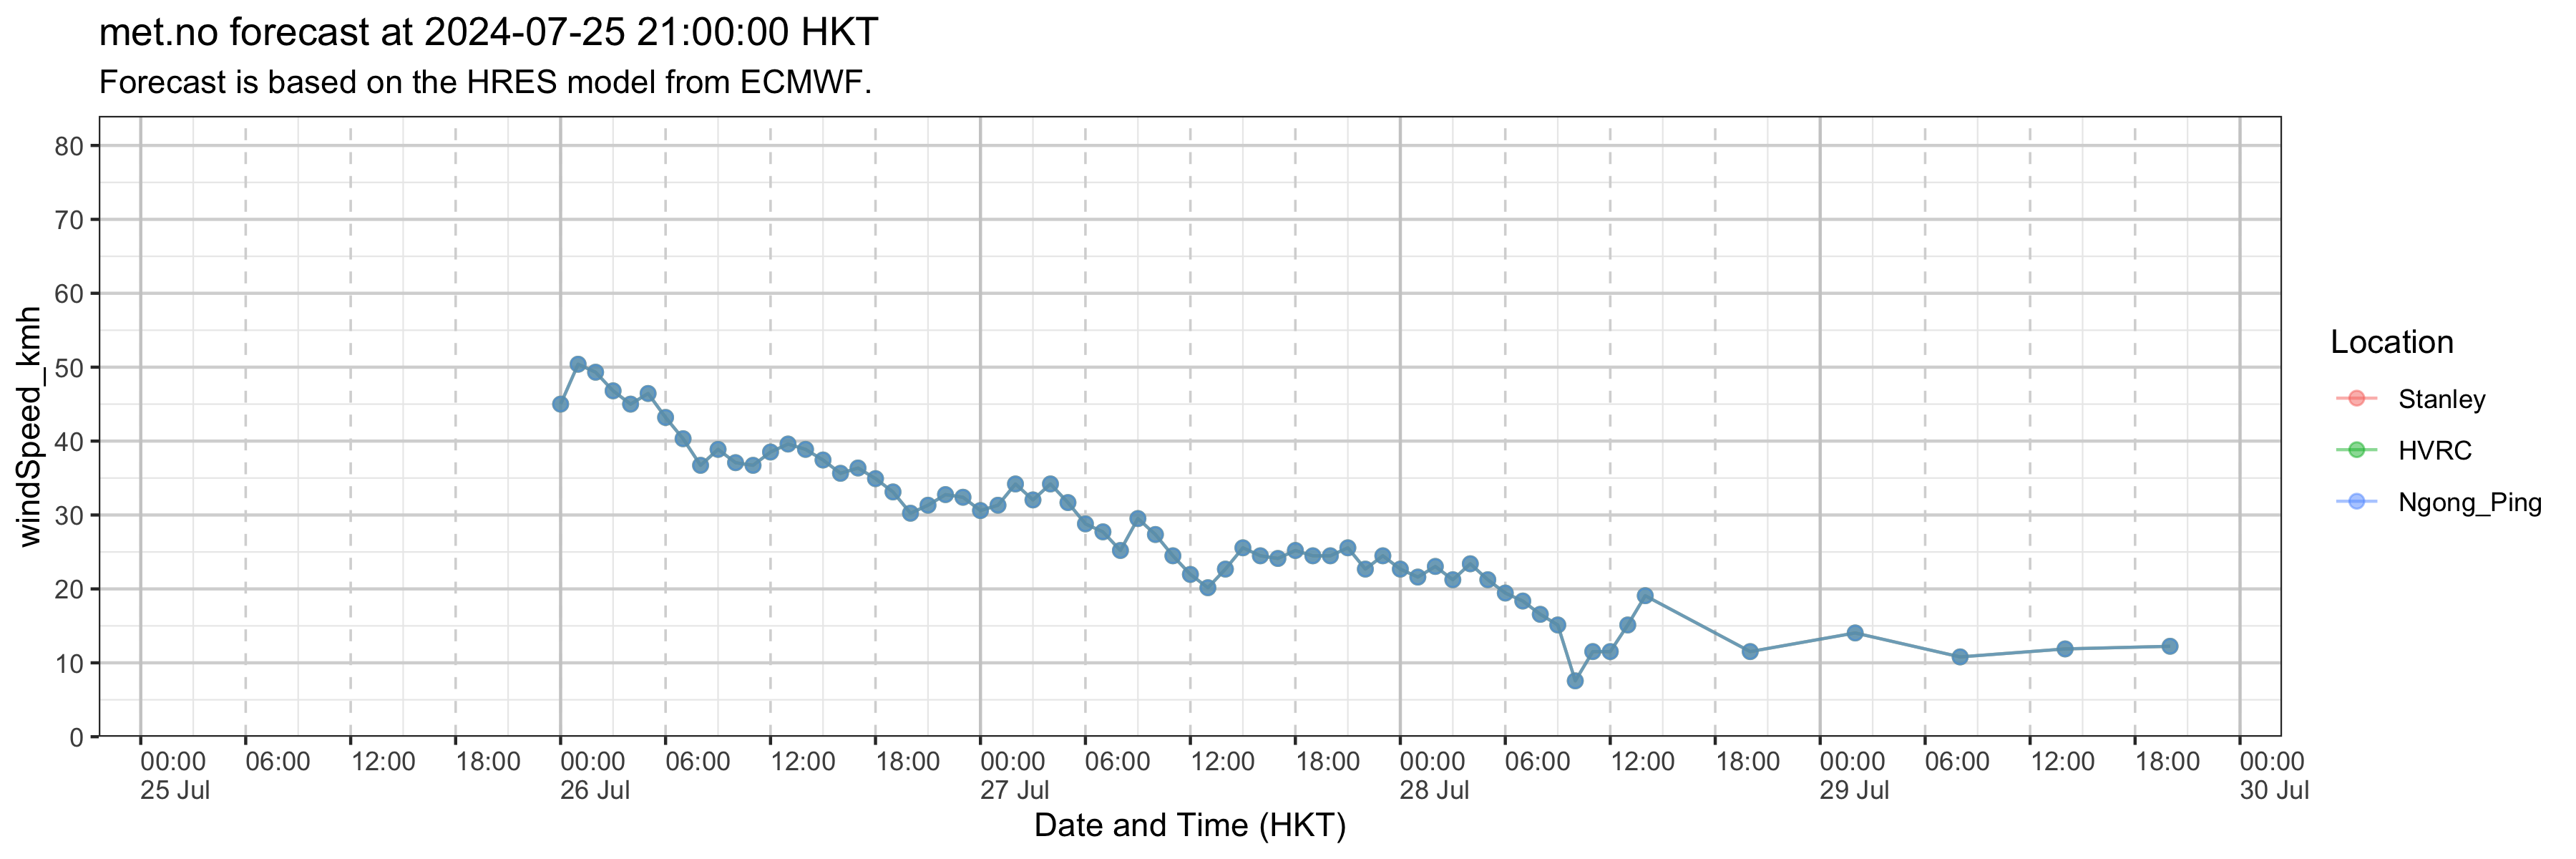 met.no forecast at 2024-07-25 21:00:00 HKT
Forecast is based on the HRES model from ECMWF.
windSpeed_kmh
80
70
60
50
40
30
20
10
0
00:00 06:00 12:00 18:00 00:00 06:00 12:00 18:00 00:00 06:00 12:00 18:00 00:00 06:00 12:00 18:00 00:00 06:00 12:00 18:00 00:00
25 Jul 26 Jul 27 Jul 28 Jul 29 Jul 30 Jul
Date and Time (HKT)
Location
Stanley
HVRC
Ngong_Ping